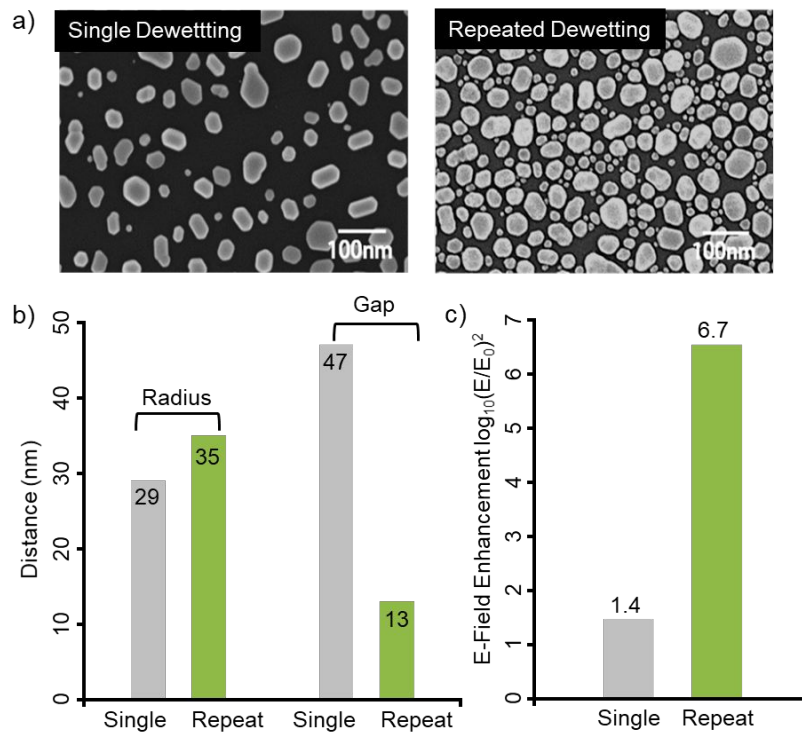 a)
Single Dewettting
Repeated Dewetting
100nm
100nm
b)
Gap
50
47
40
Radius
35
30
29
Distance (nm)
20
13
10
0
Single
Repeat
Single
Repeat
c)
7
6.7
6
5
4
3
2
1.4
1
0
E-Field Enhancement log₁₀(E/E₀)²
Single
Repeat